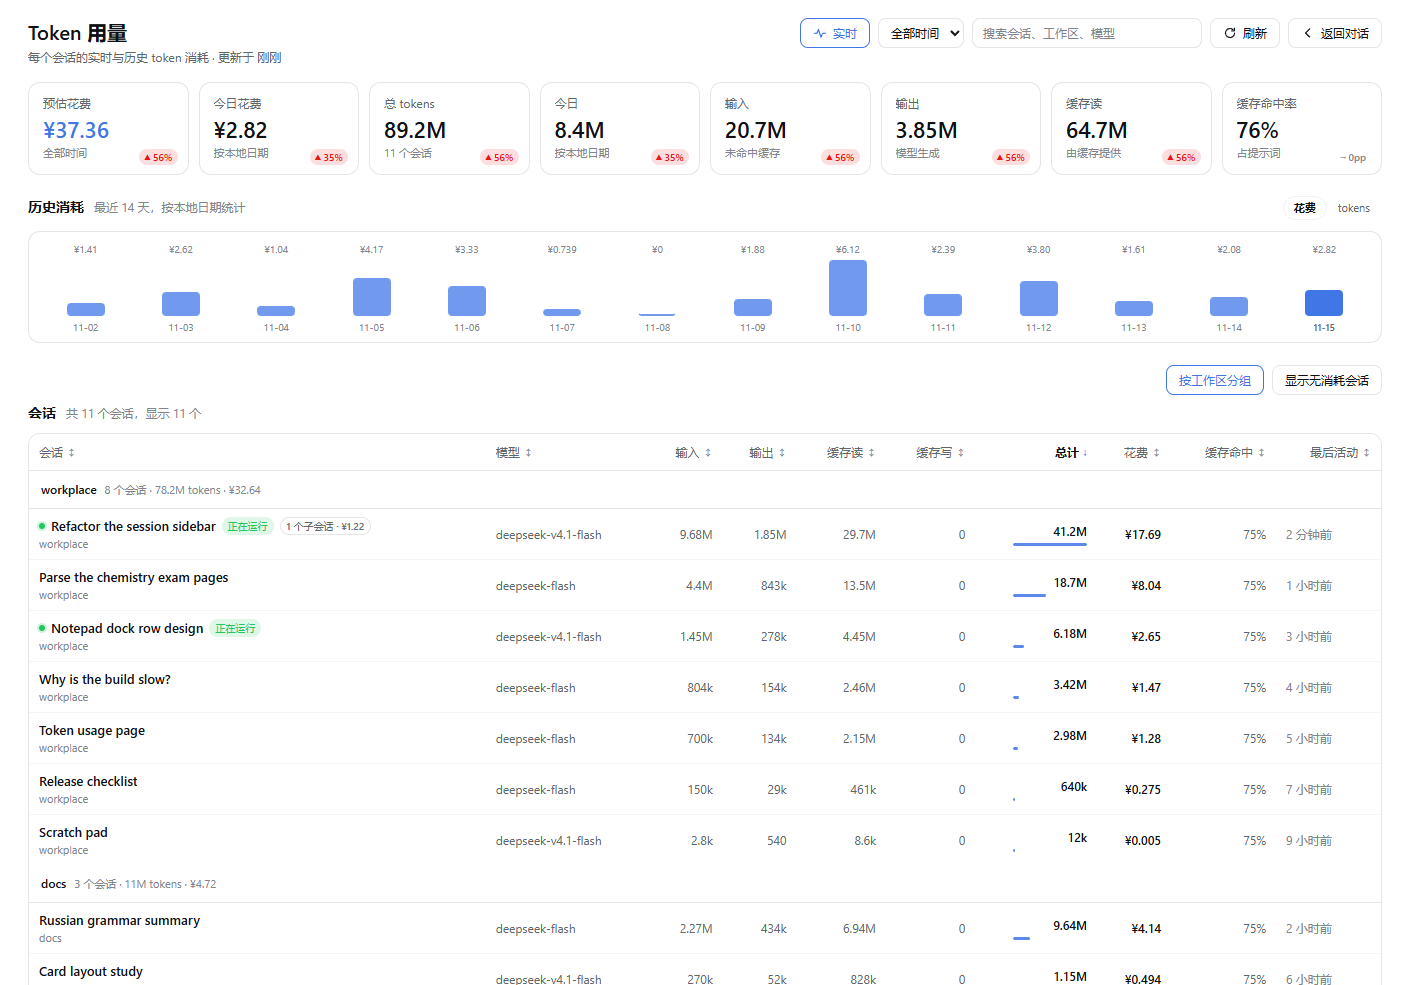 Token 用量
每个会话的实时与历史 token 消耗 · 更新于 刚刚
实时
全部时间
搜索会话、工作区、模型
刷新
返回对话
预估花费
¥37.36
全部时间
▲56%
今日花费
¥2.82
按本地日期
▲35%
总 tokens
89.2M
11 个会话
▲56%
今日
8.4M
按本地日期
▲35%
输入
20.7M
未命中缓存
▲56%
输出
3.85M
模型生成
▲56%
缓存读
64.7M
由缓存提供
▲56%
缓存命中率
76%
占提示词
→0pp
历史消耗 最近 14 天，按本地日期统计
花费 tokens
¥1.41 ¥2.62 ¥1.04 ¥4.17 ¥3.33 ¥0.739 ¥0 ¥1.88 ¥6.12 ¥2.39 ¥3.80 ¥1.61 ¥2.08 ¥2.82
11-02 11-03 11-04 11-05 11-06 11-07 11-08 11-09 11-10 11-11 11-12 11-13 11-14 11-15
按工作区分组 显示无消耗会话
会话 共 11 个会话，显示 11 个
会话 ↕ 模型 ↕ 输入 ↕ 输出 ↕ 缓存读 ↕ 缓存写 ↕ 总计 ↓ 花费 ↕ 缓存命中 ↕ 最后活动 ↕
workplace 8 个会话 · 78.2M tokens · ¥32.64
Refactor the session sidebar 正在运行 1 个子会话 · ¥1.22
workplace
deepseek-v4.1-flash 9.68M 1.85M 29.7M 0 41.2M ¥17.69 75% 2 分钟前
Parse the chemistry exam pages
workplace
deepseek-flash 4.4M 843k 13.5M 0 18.7M ¥8.04 75% 1 小时前
Notepad dock row design 正在运行
workplace
deepseek-v4.1-flash 1.45M 278k 4.45M 0 6.18M ¥2.65 75% 3 小时前
Why is the build slow?
workplace
deepseek-flash 804k 154k 2.46M 0 3.42M ¥1.47 75% 4 小时前
Token usage page
workplace
deepseek-flash 700k 134k 2.15M 0 2.98M ¥1.28 75% 5 小时前
Release checklist
workplace
deepseek-flash 150k 29k 461k 0 640k ¥0.275 75% 7 小时前
Scratch pad
workplace
deepseek-v4.1-flash 2.8k 540 8.6k 0 12k ¥0.005 75% 9 小时前
docs 3 个会话 · 11M tokens · ¥4.72
Russian grammar summary
docs
deepseek-flash 2.27M 434k 6.94M 0 9.64M ¥4.14 75% 2 小时前
Card layout study
deepseek-v4.1-flash 270k 52k 828k 0 1.15M ¥0.494 75% 6 小时前